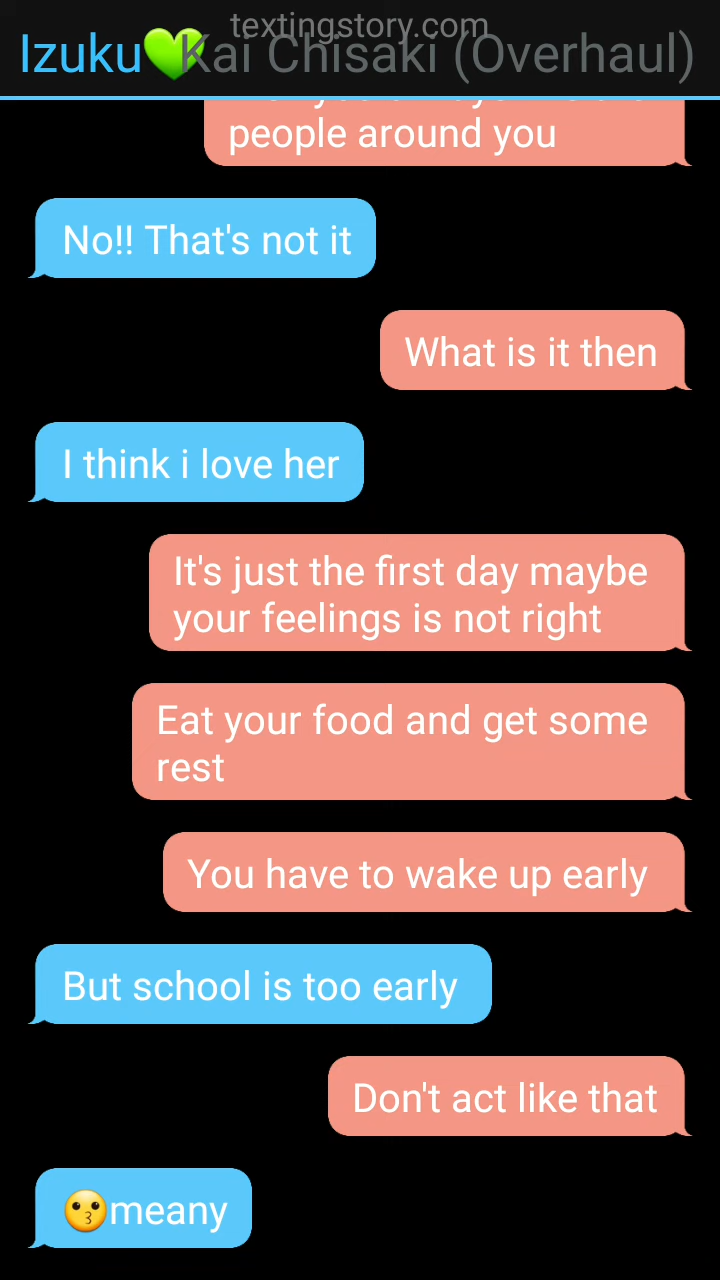 textingstory.com
Izuku💚Kai Chisaki (Overhaul)
people around you
No!! That's not it
What is it then
I think i love her
It's just the first day maybe
your feelings is not right
Eat your food and get some
rest
You have to wake up early
But school is too early
Don't act like that
😗meany